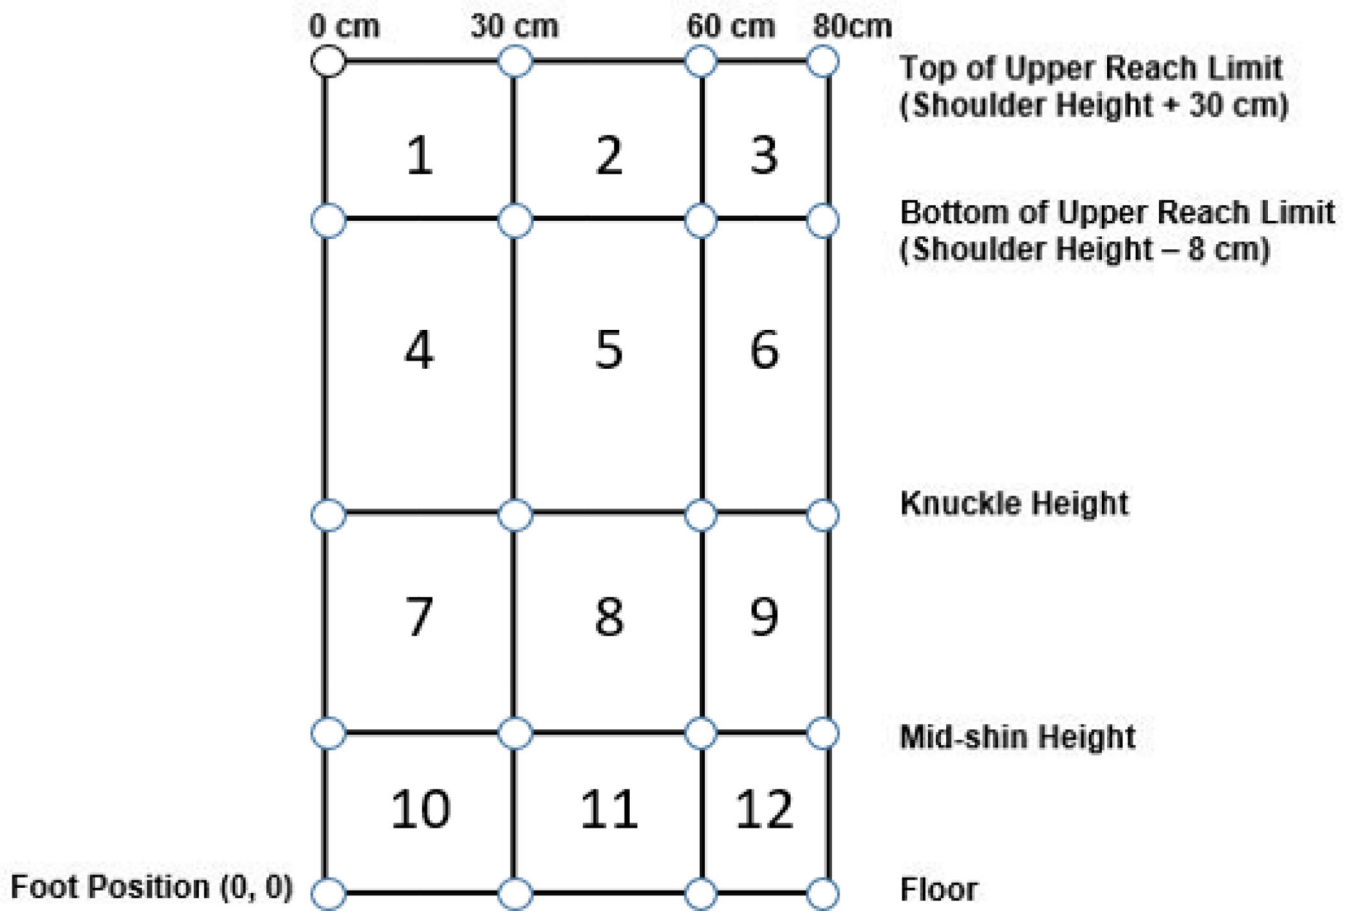 0 cm 30 cm 60 cm 80cm
Top of Upper Reach Limit
(Shoulder Height + 30 cm)
1 2 3
Bottom of Upper Reach Limit
(Shoulder Height – 8 cm)
4 5 6
Knuckle Height
7 8 9
Mid-shin Height
10 11 12
Foot Position (0, 0) Floor